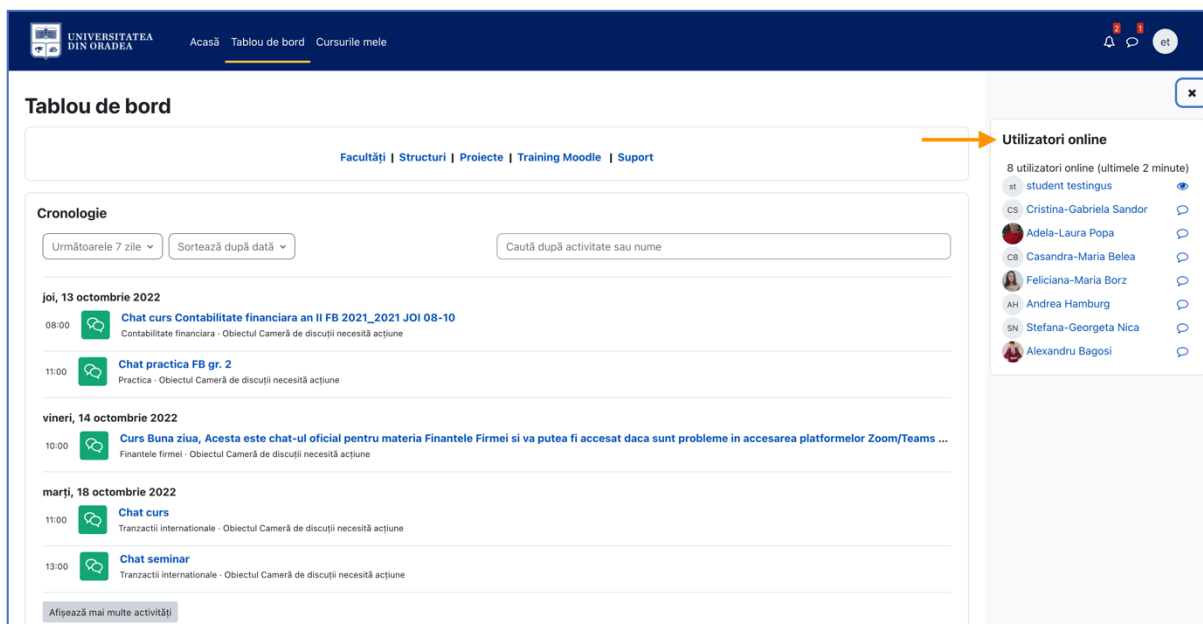 UNIVERSITATEA
DIN ORADEA
Acasă Tablou de bord Cursurile mele
2 1
et
Tablou de bord
Facultăți | Structuri | Proiecte | Training Moodle | Suport
Cronologie
Următoarele 7 zile Sortează după dată Caută după activitate sau nume
joi, 13 octombrie 2022
08:00 Chat curs Contabilitate financiara an II FB 2021_2021 JOI 08-10
Contabilitate financiara · Obiectul Cameră de discuții necesită acțiune
11:00 Chat practica FB gr. 2
Practica · Obiectul Cameră de discuții necesită acțiune
vineri, 14 octombrie 2022
10:00 Curs Buna ziua, Acesta este chat-ul oficial pentru materia Finantele Firmei si va putea fi accesat daca sunt probleme in accesarea platformelor Zoom/Teams ...
Finantele firmei · Obiectul Cameră de discuții necesită acțiune
marți, 18 octombrie 2022
11:00 Chat curs
Tranzactii internationale · Obiectul Cameră de discuții necesită acțiune
13:00 Chat seminar
Tranzactii internationale · Obiectul Cameră de discuții necesită acțiune
Afișează mai multe activități
Utilizatori online
8 utilizatori online (ultimele 2 minute)
st student testingus
CS Cristina-Gabriela Sandor
Adela-Laura Popa
CB Casandra-Maria Belea
Feliciana-Maria Borz
AH Andrea Hamburg
SN Stefana-Georgeta Nica
Alexandru Bagosi